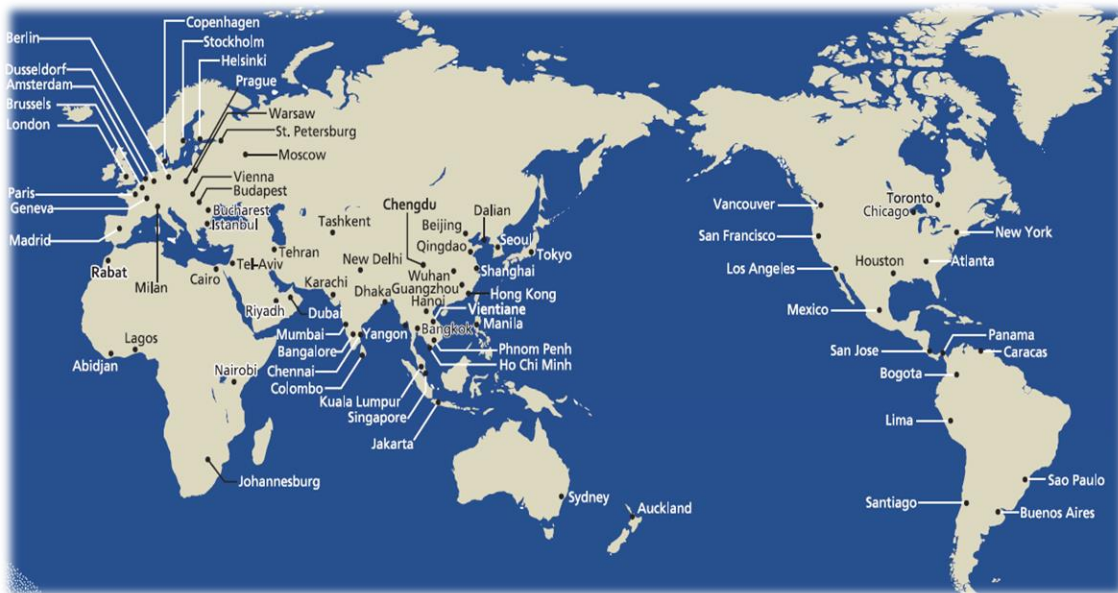 Copenhagen
Berlin
Stockholm
Helsinki
Dusseldorf
Prague
Amsterdam
Brussels
Warsaw
London
St. Petersburg
Moscow
Vienna
Paris
Budapest
Geneva
Bucharest
Istanbul
Madrid
Milan
Rabat
Cairo
Tel-Aviv
Tehran
Tashkent
New Delhi
Karachi
Riyadh
Dubai
Dhaka
Chengdu
Beijing
Dalian
Qingdao
Seoul
Tokyo
Wuhan
Shanghai
Guangzhou
Hong Kong
Hanoi
Vientiane
Mumbai
Yangon
Bangkok
Manila
Bangalore
Phnom Penh
Chennai
Ho Chi Minh
Colombo
Kuala Lumpur
Singapore
Jakarta
Lagos
Abidjan
Nairobi
Johannesburg
Sydney
Auckland
Vancouver
Toronto
Chicago
New York
San Francisco
Los Angeles
Houston
Atlanta
Mexico
Panama
San Jose
Caracas
Bogota
Lima
Sao Paulo
Santiago
Buenos Aires